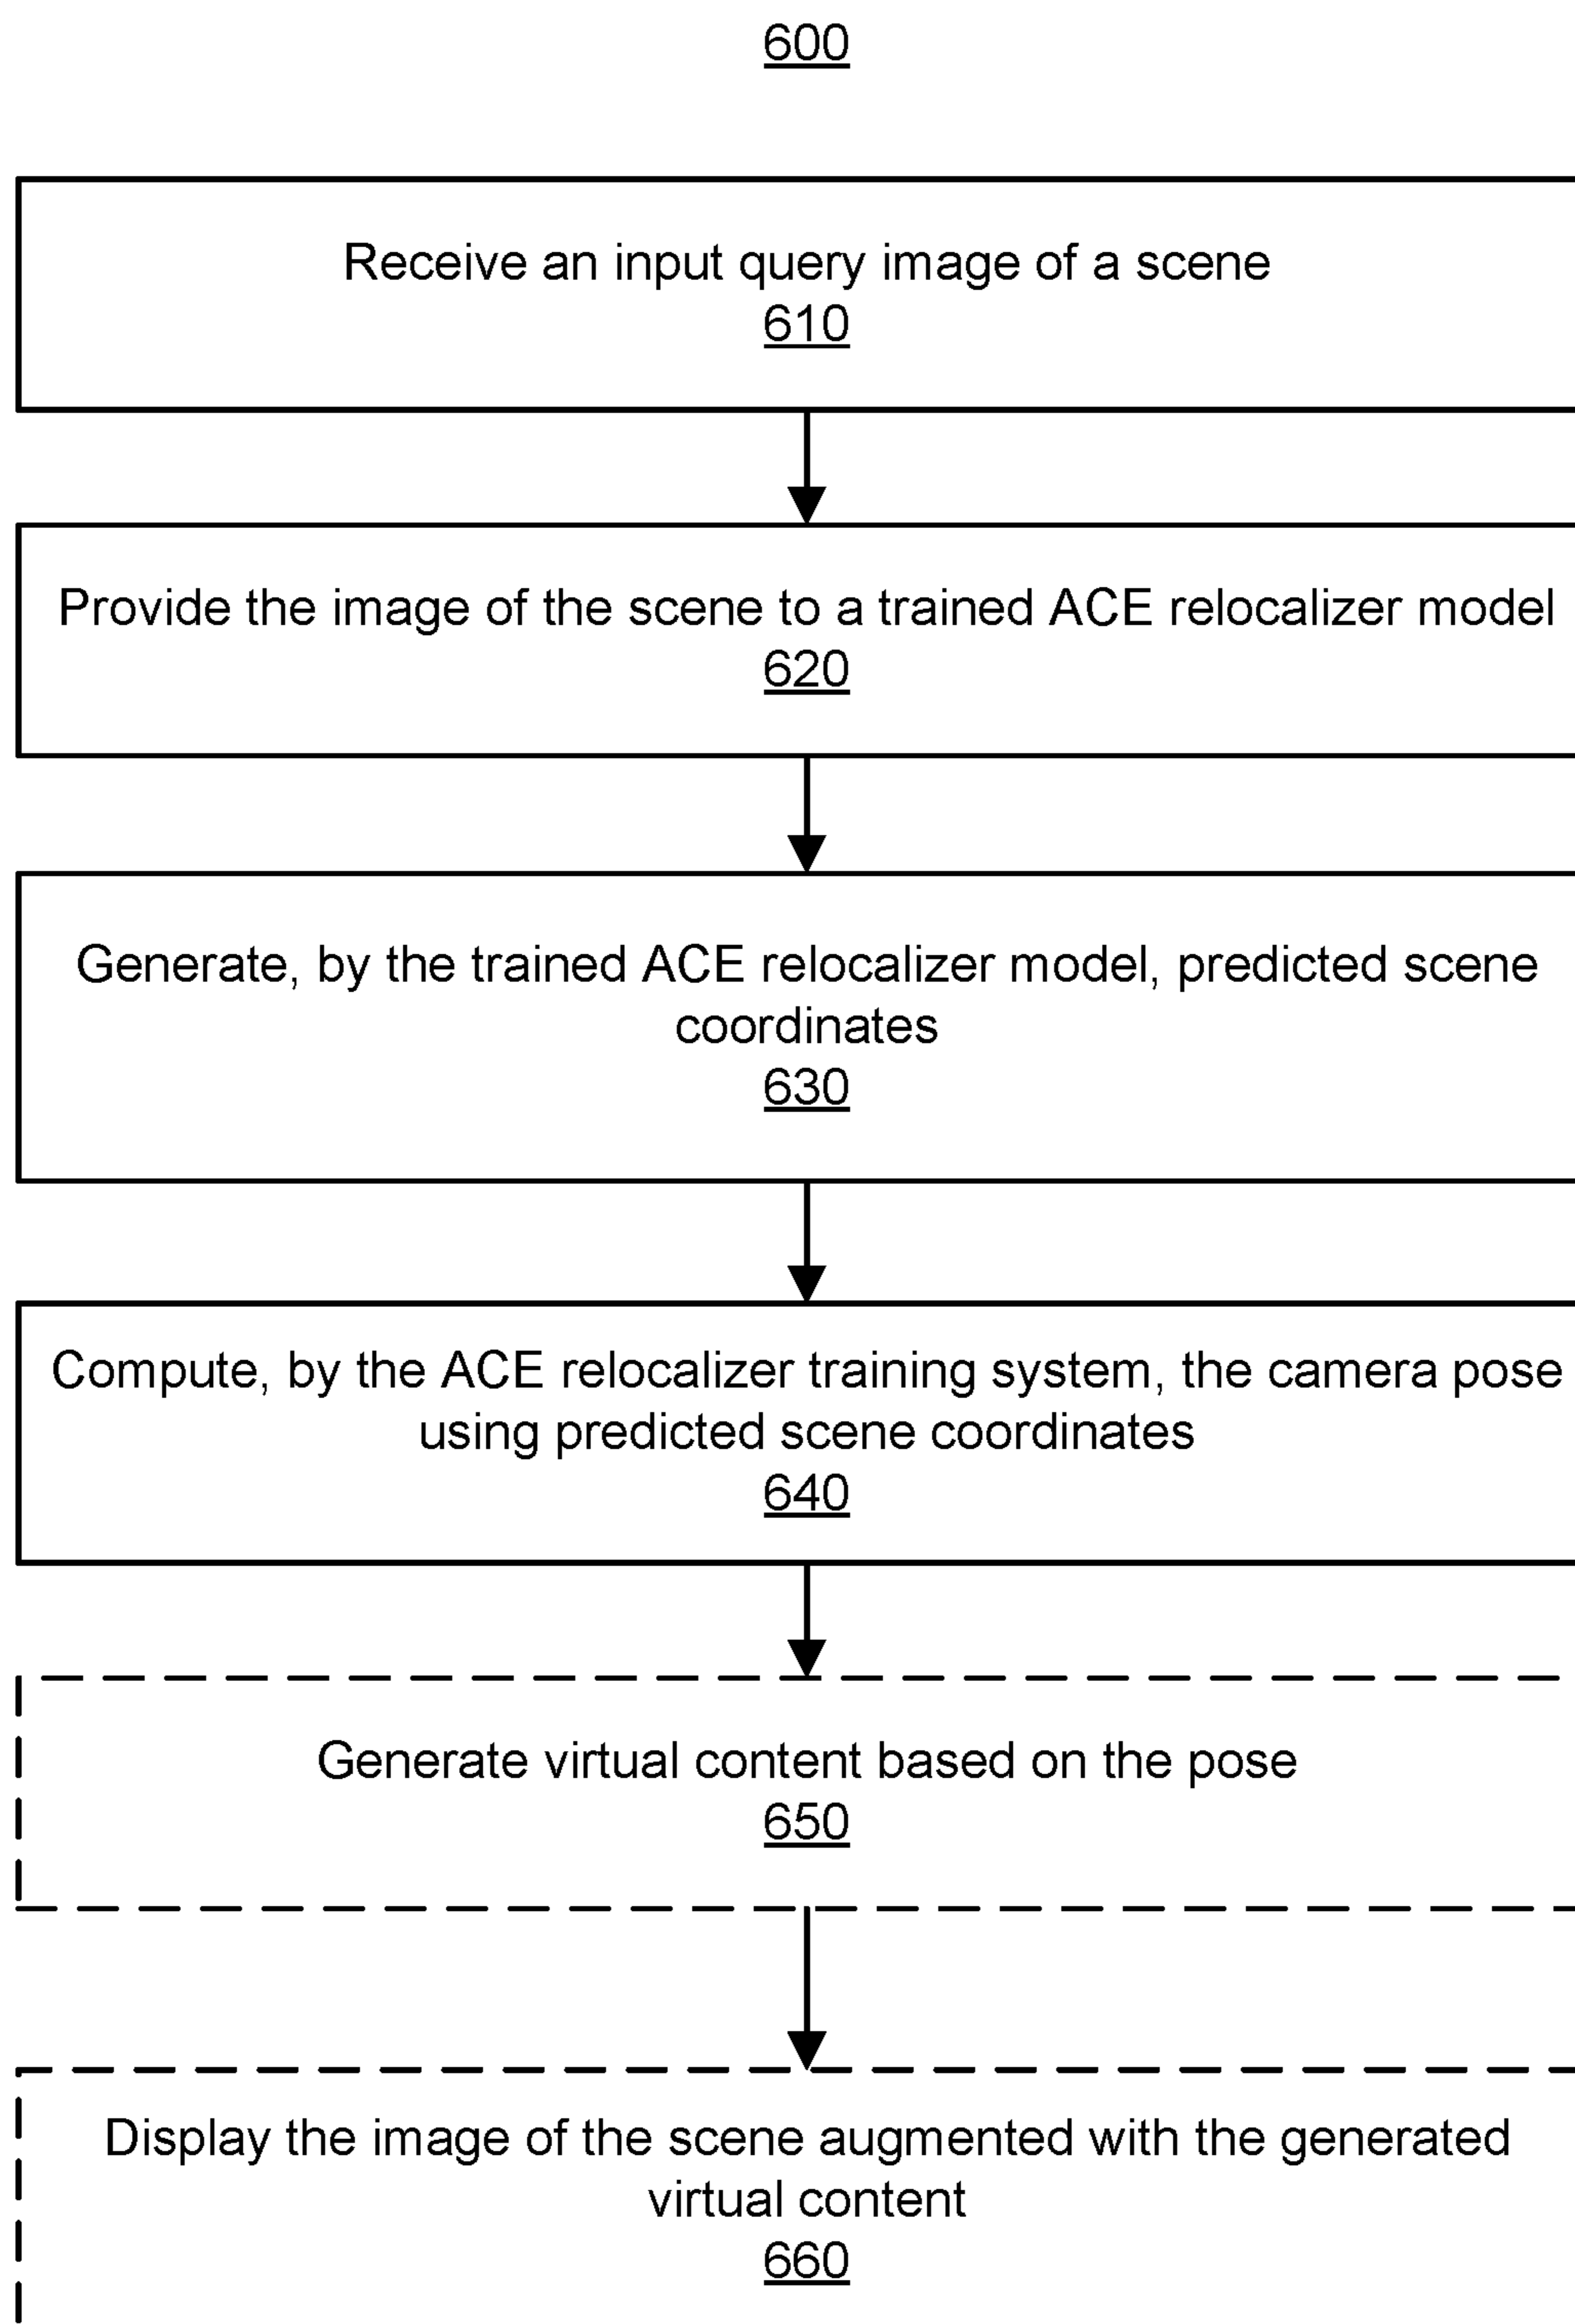 600
Receive an input query image of a scene
610
Provide the image of the scene to a trained ACE relocalizer model
620
Generate, by the trained ACE relocalizer model, predicted scene
coordinates
630
Compute, by the ACE relocalizer training system, the camera pose
using predicted scene coordinates
640
Generate virtual content based on the pose
650
Display the image of the scene augmented with the generated
virtual content
660